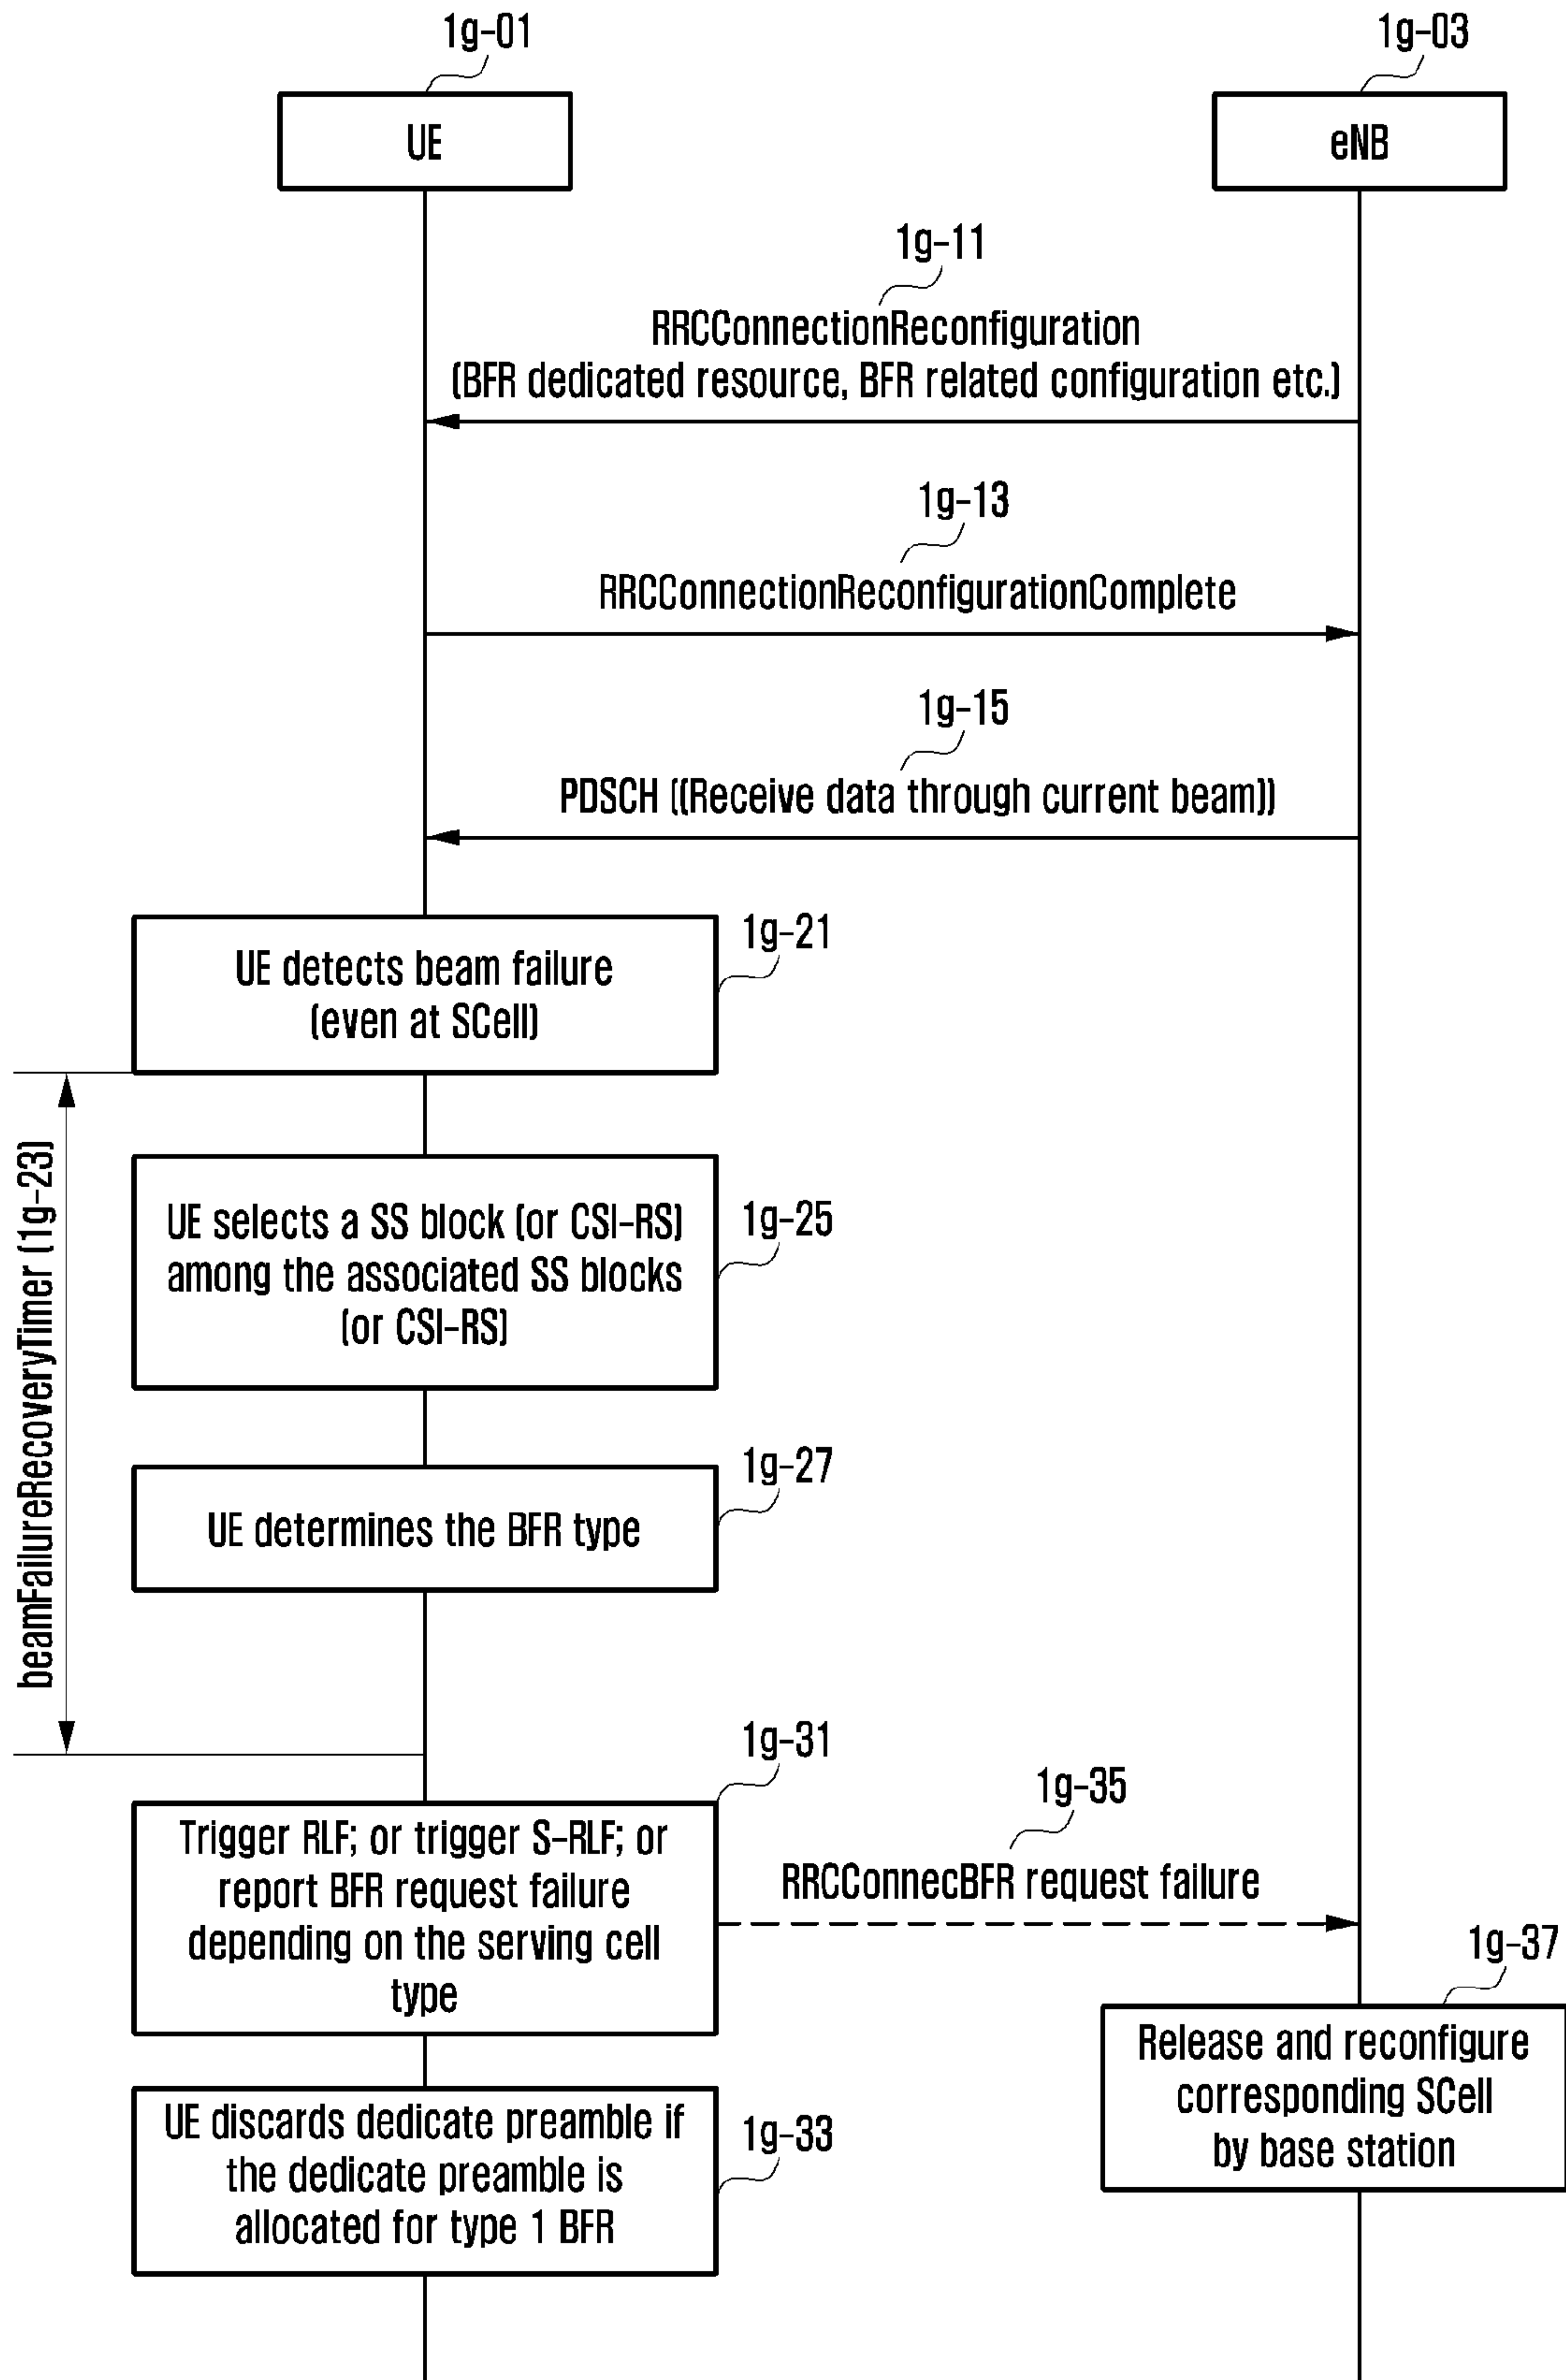 1g-01
1g-03
UE
eNB
1g-11
RRCConnectionReconfiguration
(BFR dedicated resource, BFR related configuration etc.)
1g-13
RRCConnectionReconfigurationComplete
1g-15
PDSCH ((Receive data through current beam))
1g-21
UE detects beam failure
(even at SCell)
beamFailureRecoveryTimer (1g-23)
1g-25
UE selects a SS block (or CSI-RS)
among the associated SS blocks
(or CSI-RS)
1g-27
UE determines the BFR type
1g-31
Trigger RLF; or trigger S-RLF; or
report BFR request failure
depending on the serving cell
type
1g-35
RRCConnecBFR request failure
1g-37
Release and reconfigure
corresponding SCell
by base station
1g-33
UE discards dedicate preamble if
the dedicate preamble is
allocated for type 1 BFR